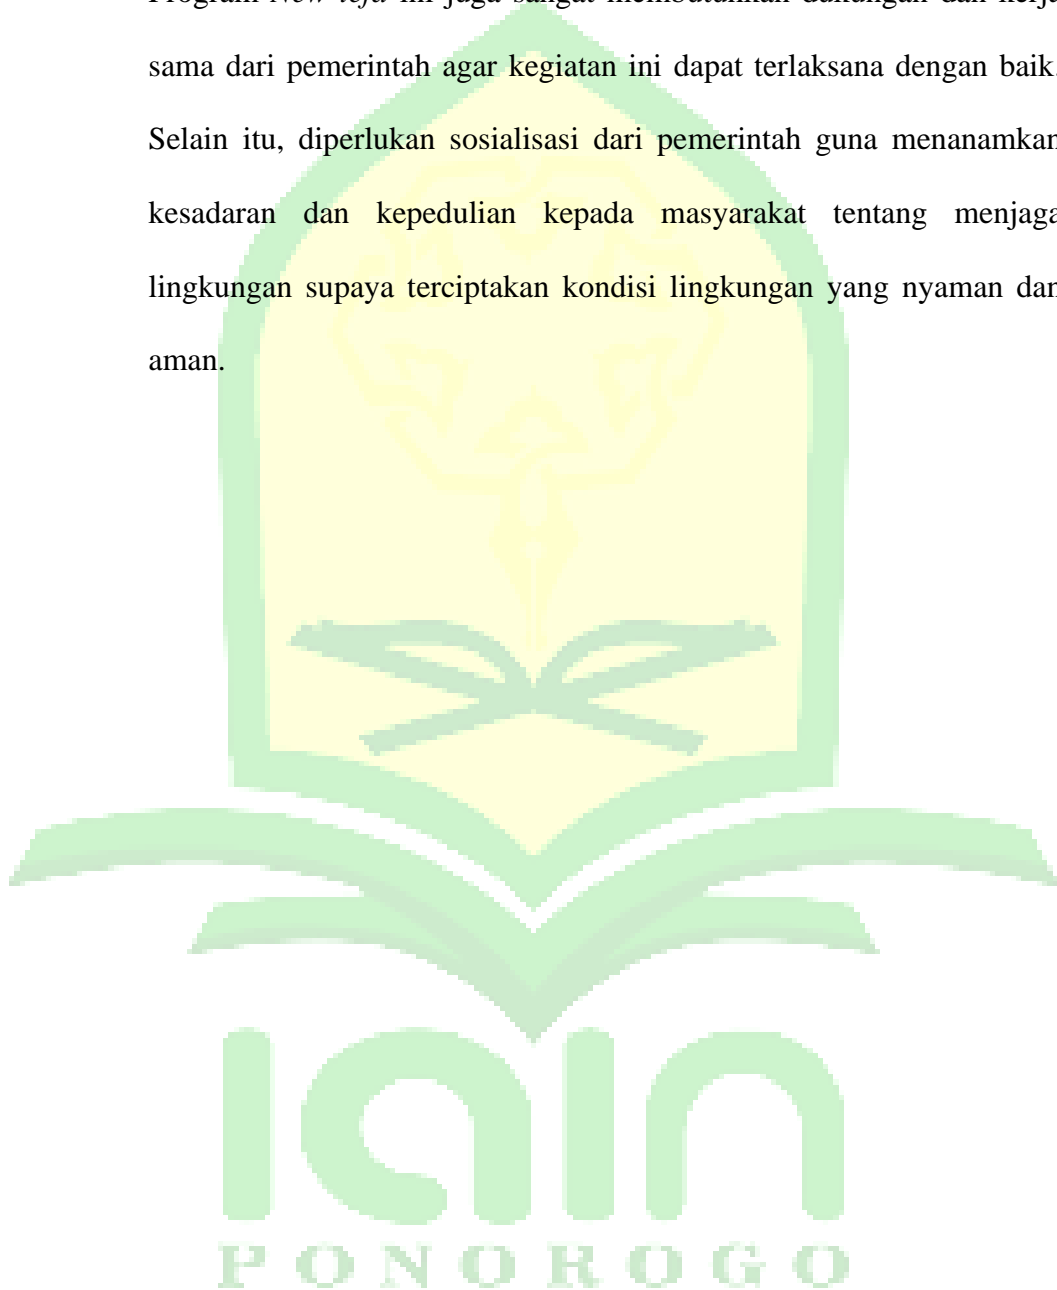 sama dari pemerintah agar kegiatan ini dapat terlaksana dengan baik.
Selain itu, diperlukan sosialisasi dari pemerintah guna menanamkan
kesadaran dan kepedulian kepada masyarakat tentang menjaga
lingkungan supaya terciptakan kondisi lingkungan yang nyaman dan
aman.
IAIN
PONOROGO